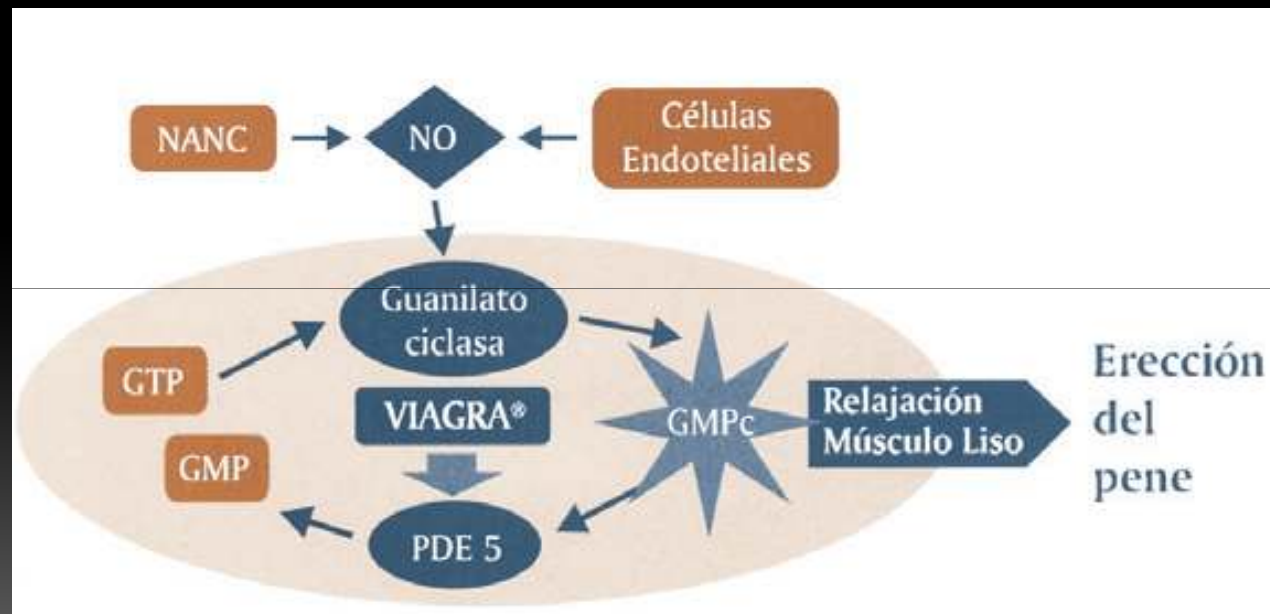 NANC
NO
Células
Endoteliales
Guanilato
ciclasa
GTP
VIAGRA®
GMPc
Relajación
Músculo Liso
Erección
del
pene
GMP
PDE 5